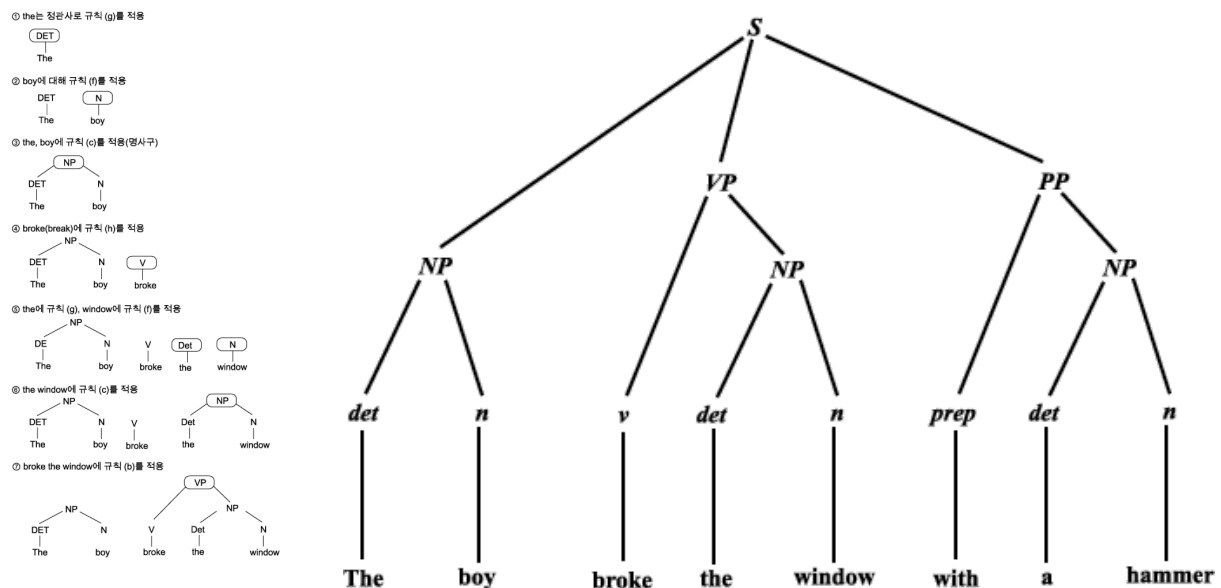 ① the는 정관사로 규칙 (g)를 적용
DET
The
② boy에 대해 규칙 (f)를 적용
DET N
The boy
③ the, boy에 규칙 (c)를 적용(명사구)
NP
DET N
The boy
④ broke(break)에 규칙 (h)를 적용
NP
DET N V
The boy broke
⑤ the에 규칙 (g), window에 규칙 (f)를 적용
NP
DE N V Det N
The boy broke the window
⑥ the window에 규칙 (c)를 적용
NP NP
DET N V Det N
The boy broke the window
⑦ broke the window에 규칙 (b)를 적용
VP
NP NP
DET N V Det N
The boy broke the window
S
VP PP
NP NP NP
det n v det n prep det n
The boy broke the window with a hammer